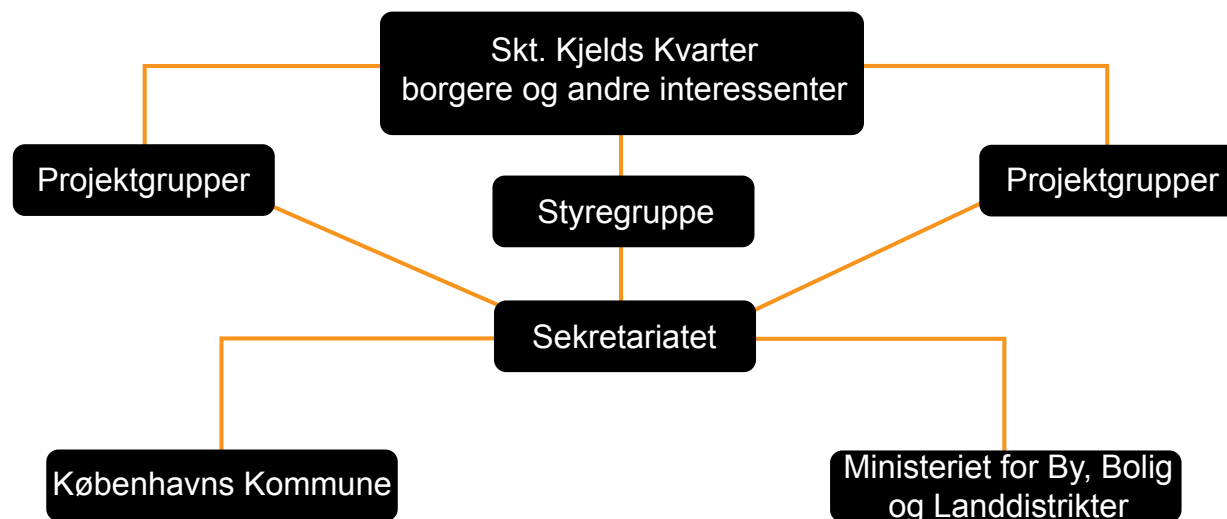 Skt. Kjelds Kvarter
borgere og andre interessenter
Projektgrupper
Projektgrupper
Styregruppe
Sekretariatet
Københavns Kommune
Ministeriet for By, Bolig
og Landdistrikter